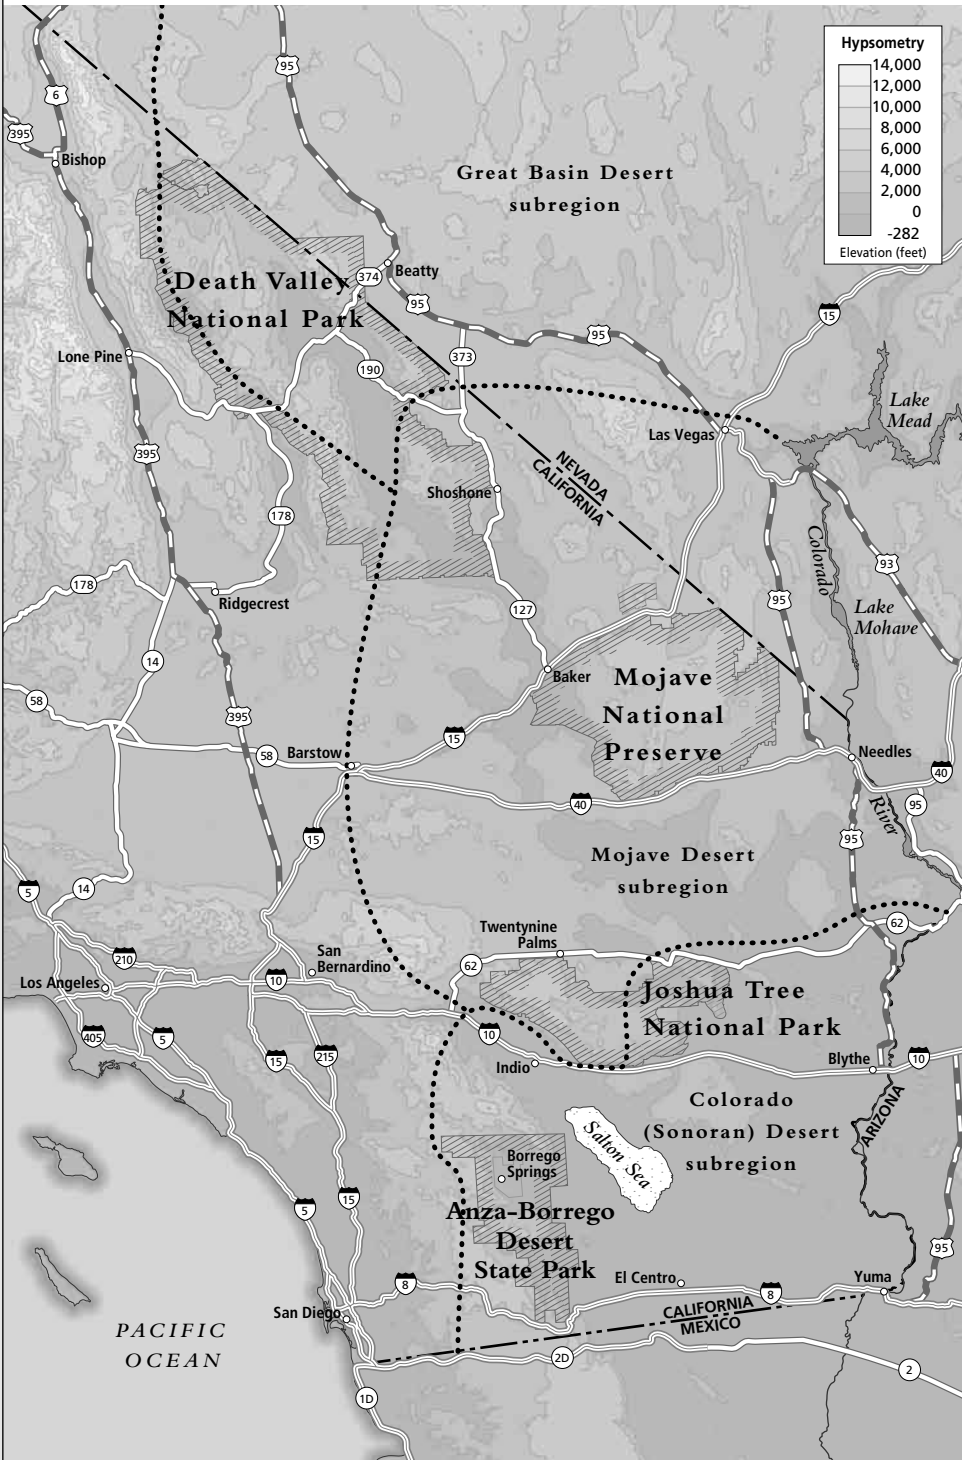 Hypsometry
14,000
12,000
10,000
8,000
6,000
4,000
2,000
0
-282
Elevation (feet)
95
6
395
Bishop
Great Basin Desert
subregion
374
Beatty
Death Valley
National Park
95
15
95
Lone Pine
373
190
Lake
Mead
Las Vegas
395
NEVADA
CALIFORNIA
Shoshone
178
Colorado
93
178
Ridgecrest
95
127
Lake
Mohave
14
Baker
Mojave
National
Preserve
58
395
15
Barstow
58
Needles
40
40
95
River
15
95
Mojave Desert
subregion
5
14
Twentynine
Palms
62
210
San
Bernardino
62
Los Angeles
10
Joshua Tree
National Park
405
5
10
15
215
Indio
Blythe
10
Colorado
(Sonoran) Desert
subregion
ARIZONA
Salton Sea
Borrego
Springs
5
15
Anza-Borrego
Desert
State Park
95
8
El Centro
8
Yuma
San Diego
CALIFORNIA
MEXICO
PACIFIC
OCEAN
2D
2
1D